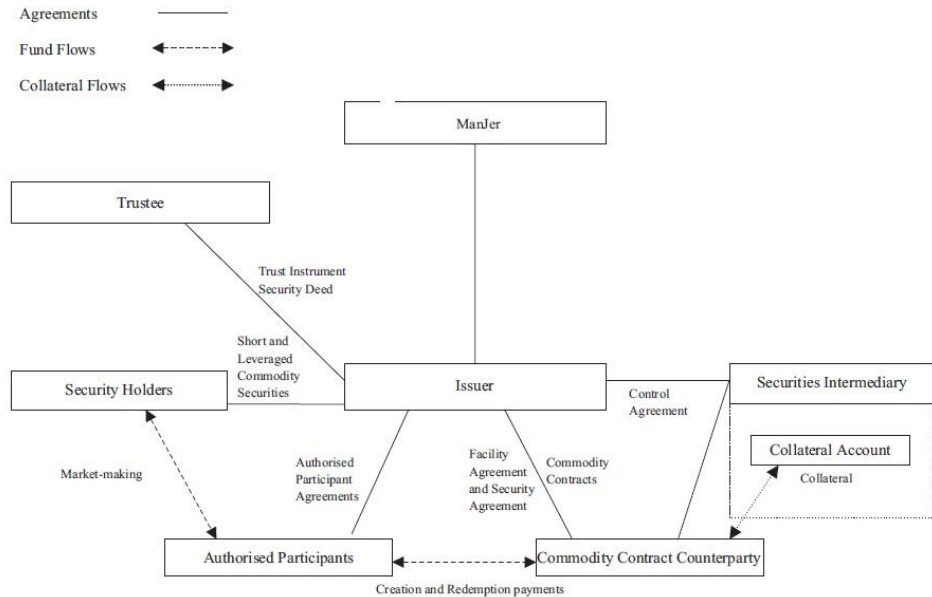 Agreements
Fund Flows
Collateral Flows
ManJer
Trustee
Trust Instrument
Security Deed
Short and
Leveraged
Commodity
Securities
Security Holders
Issuer
Control
Agreement
Securities Intermediary
Collateral Account
Collateral
Market-making
Authorised
Participant
Agreements
Facility
Agreement
and Security
Agreement
Commodity
Contracts
Authorised Participants
Commodity Contract Counterparty
Creation and Redemption payments